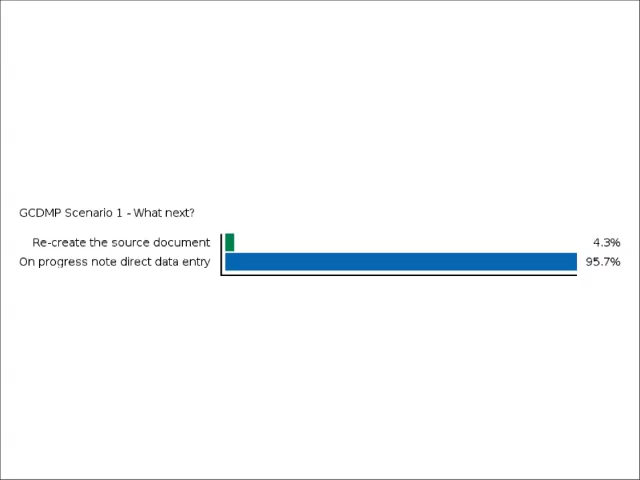 GCDMP Scenario 1 - What next?
Re-create the source document 4.3%
On progress note direct data entry 95.7%